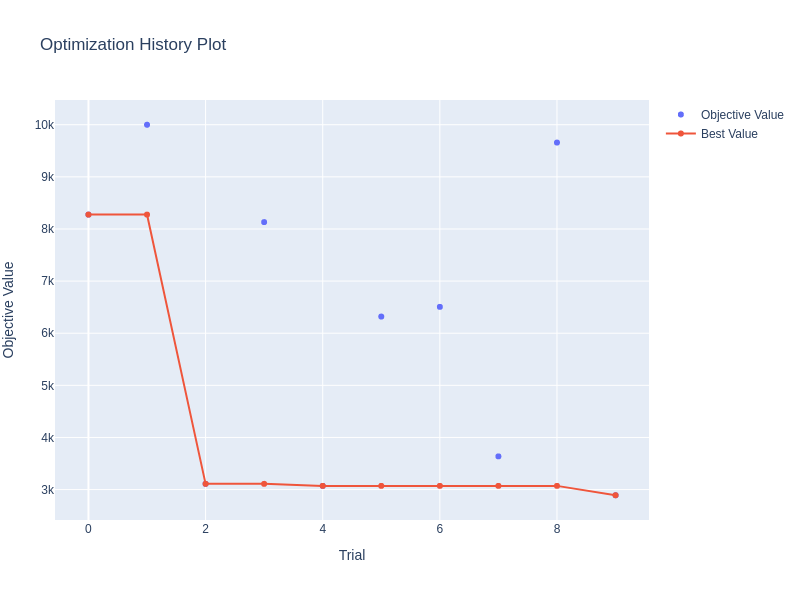 Optimization History Plot
Objective Value
Best Value
10k
9k
8k
7k
6k
5k
4k
3k
Objective Value
0 2 4 6 8
Trial